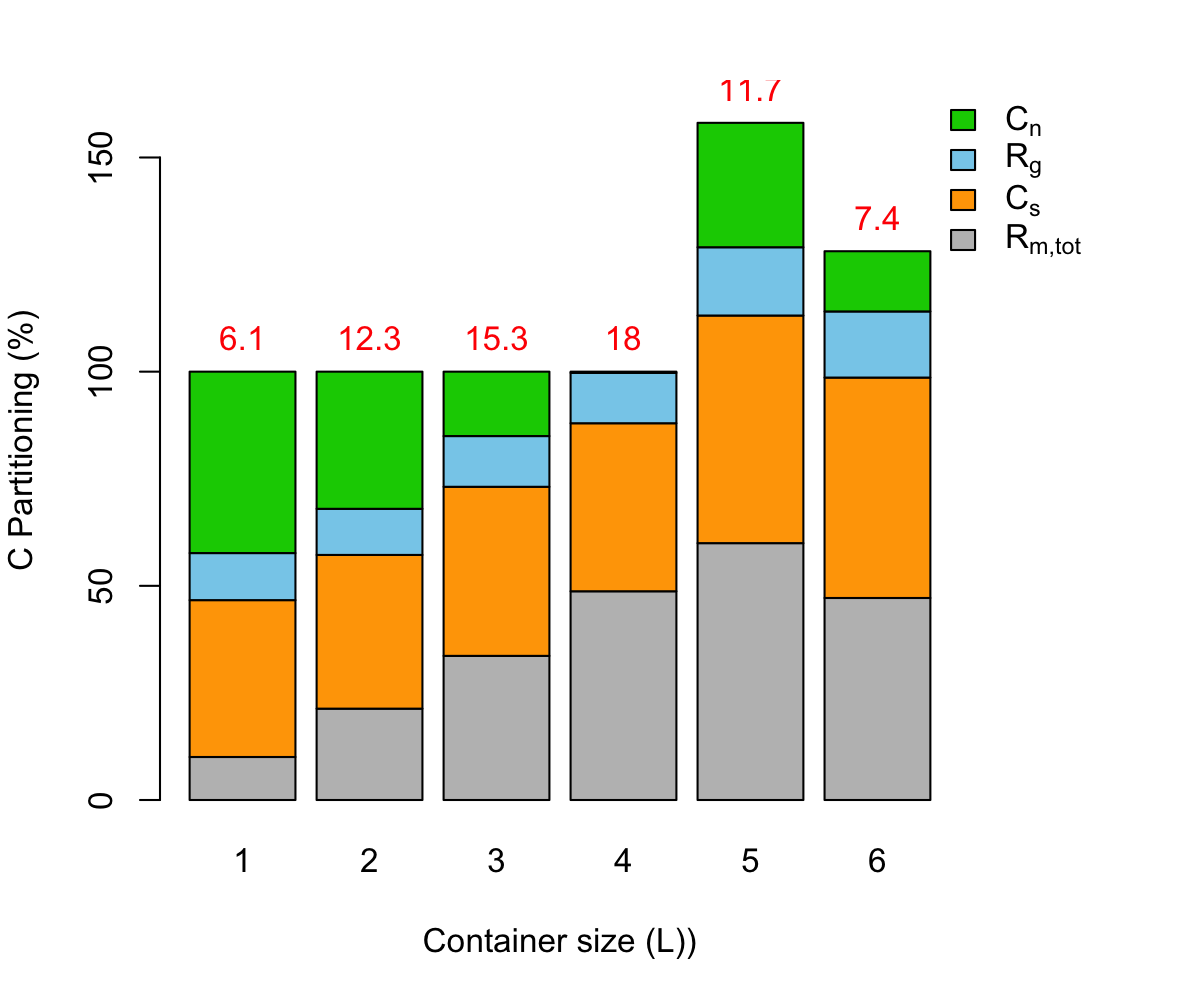 11.7
7.4
6.1
12.3
15.3
18
Cn
Rg
Cs
Rm,tot
C Partitioning (%)
150
100
50
0
1
2
3
4
5
6
Container size (L))